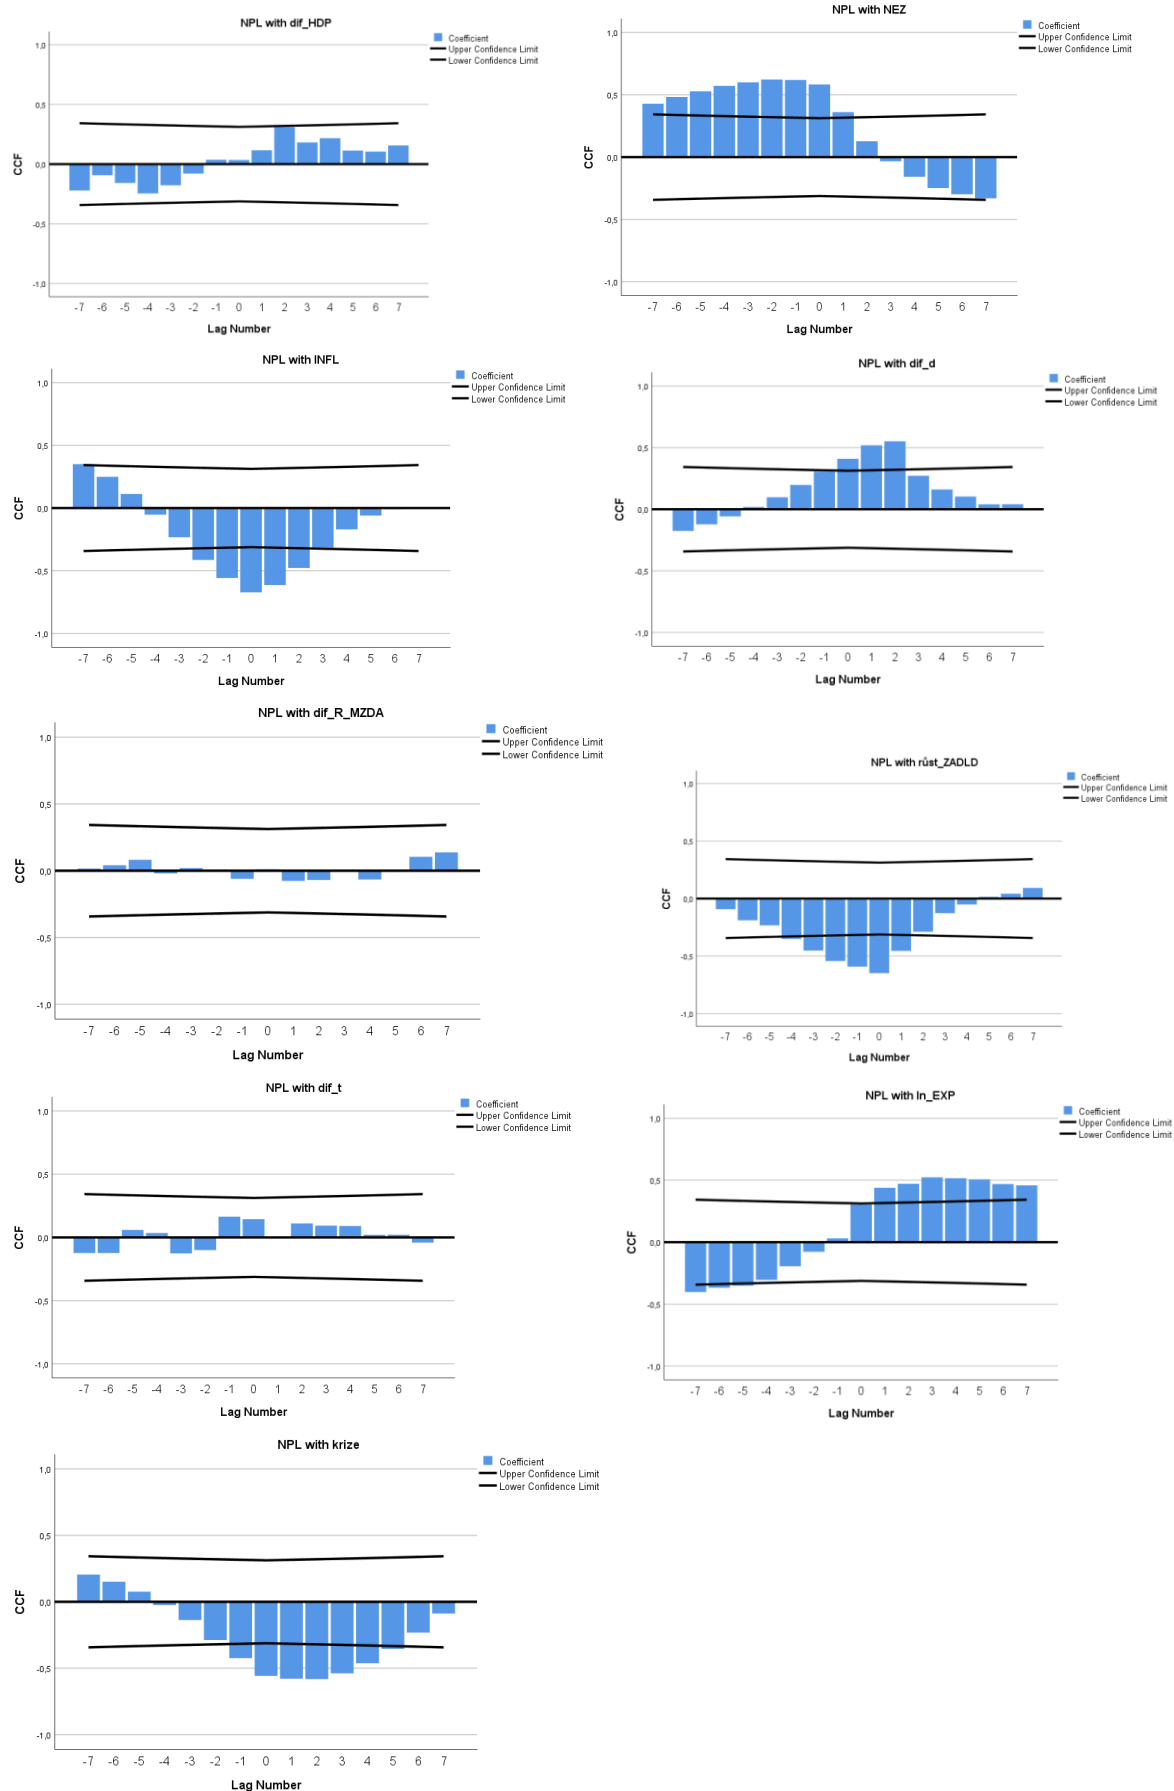 NPL with dif_HDP
Coefficient
Upper Confidence Limit
Lower Confidence Limit
1,0
0,5
0,0
-0,5
-1,0
CCF
-7 -6 -5 -4 -3 -2 -1 0 1 2 3 4 5 6 7
Lag Number
NPL with NEZ
Coefficient
Upper Confidence Limit
Lower Confidence Limit
1,0
0,5
0,0
-0,5
-1,0
CCF
-7 -6 -5 -4 -3 -2 -1 0 1 2 3 4 5 6 7
Lag Number
NPL with INFL
Coefficient
Upper Confidence Limit
Lower Confidence Limit
1,0
0,5
0,0
-0,5
-1,0
CCF
-7 -6 -5 -4 -3 -2 -1 0 1 2 3 4 5 6 7
Lag Number
NPL with dif_d
Coefficient
Upper Confidence Limit
Lower Confidence Limit
1,0
0,5
0,0
-0,5
-1,0
CCF
-7 -6 -5 -4 -3 -2 -1 0 1 2 3 4 5 6 7
Lag Number
NPL with dif_R_MZDA
Coefficient
Upper Confidence Limit
Lower Confidence Limit
1,0
0,5
0,0
-0,5
-1,0
CCF
-7 -6 -5 -4 -3 -2 -1 0 1 2 3 4 5 6 7
Lag Number
NPL with růst_ZADLD
Coefficient
Upper Confidence Limit
Lower Confidence Limit
1,0
0,5
0,0
-0,5
-1,0
CCF
-7 -6 -5 -4 -3 -2 -1 0 1 2 3 4 5 6 7
Lag Number
NPL with dif_t
Coefficient
Upper Confidence Limit
Lower Confidence Limit
1,0
0,5
0,0
-0,5
-1,0
CCF
-7 -6 -5 -4 -3 -2 -1 0 1 2 3 4 5 6 7
Lag Number
NPL with ln_EXP
Coefficient
Upper Confidence Limit
Lower Confidence Limit
1,0
0,5
0,0
-0,5
-1,0
CCF
-7 -6 -5 -4 -3 -2 -1 0 1 2 3 4 5 6 7
Lag Number
NPL with krize
Coefficient
Upper Confidence Limit
Lower Confidence Limit
1,0
0,5
0,0
-0,5
-1,0
CCF
-7 -6 -5 -4 -3 -2 -1 0 1 2 3 4 5 6 7
Lag Number